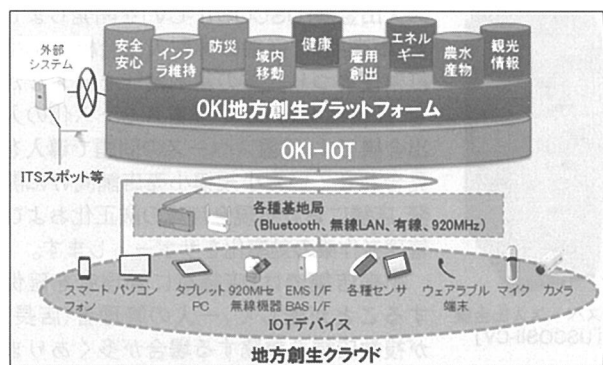 外部
システム
安全
安心
インフ
ラ維持
防災
域内
移動
健康
雇用
創出
エネル
ギー
農水
産物
観光
情報
OKI地方創生プラットフォーム
OKI-IOT
ITSスポット等
各種基地局
(Bluetooth、無線LAN、有線、920MHz)
スマート
フォン
パソコン
タブレット
PC
920MHz
無線機器
EMS I/F
BAS I/F
各種センサ
ウェアラブル
端末
マイク
カメラ
IOTデバイス
地方創生クラウド